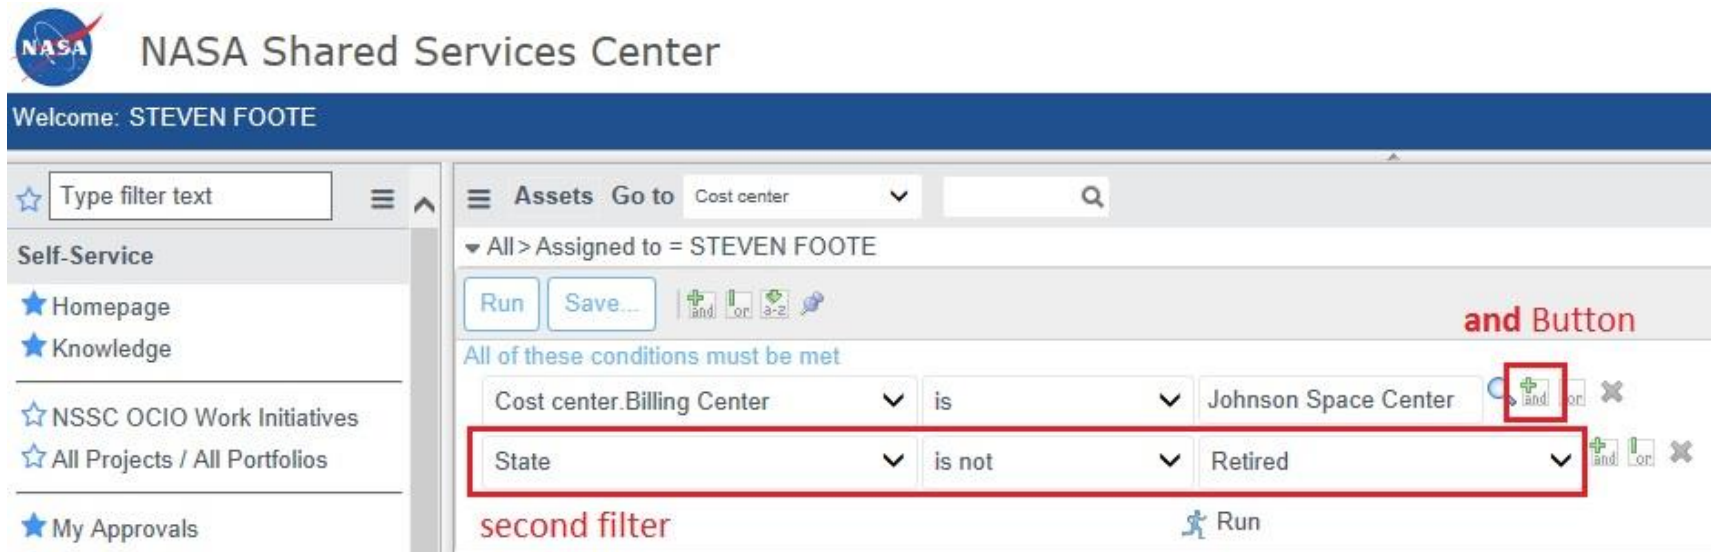 NASA
NASA Shared Services Center
Welcome: STEVEN FOOTE
Type filter text
Assets Go to Cost center
Self-Service
All > Assigned to = STEVEN FOOTE
Homepage
Run Save... and or a-z
and Button
Knowledge
All of these conditions must be met
Cost center.Billing Center is Johnson Space Center and or
NSSC OCIO Work Initiatives
All Projects / All Portfolios
State is not Retired and or
My Approvals
second filter
Run